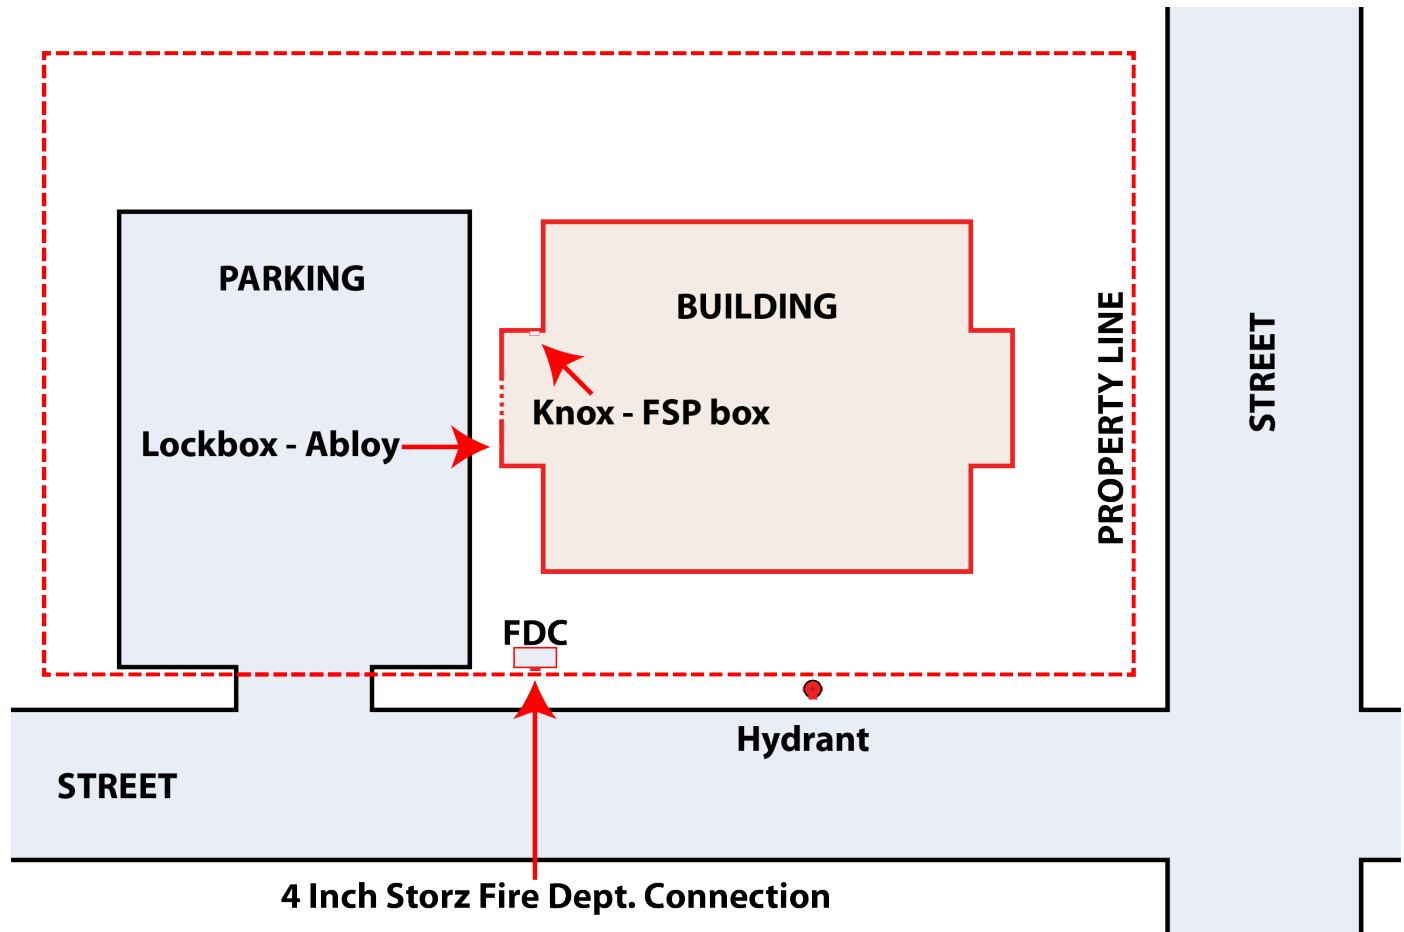 PARKING
BUILDING
PROPERTY LINE
STREET
Knox - FSP box
Lockbox - Abloy
FDC
Hydrant
STREET
4 Inch Storz Fire Dept. Connection